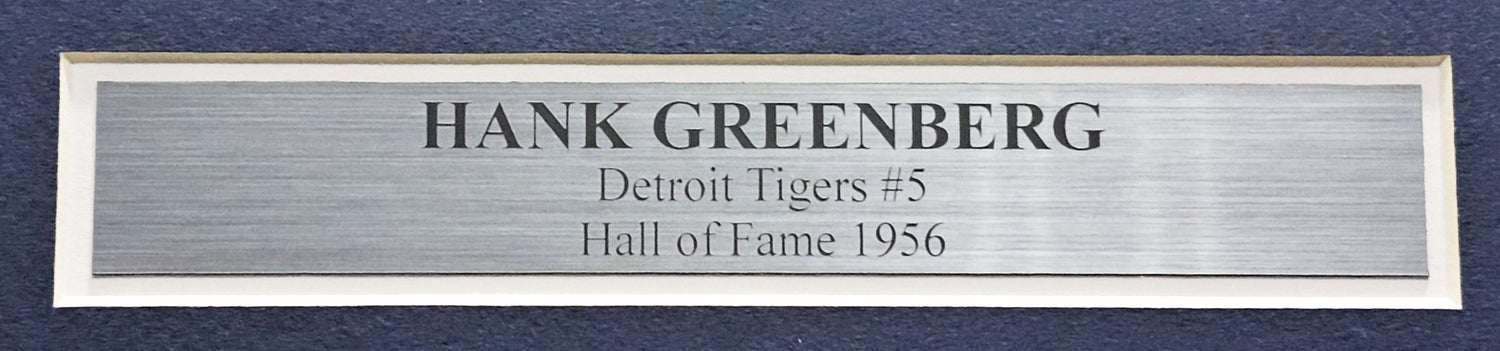 HANK GREENBERG
Detroit Tigers #5
Hall of Fame 1956